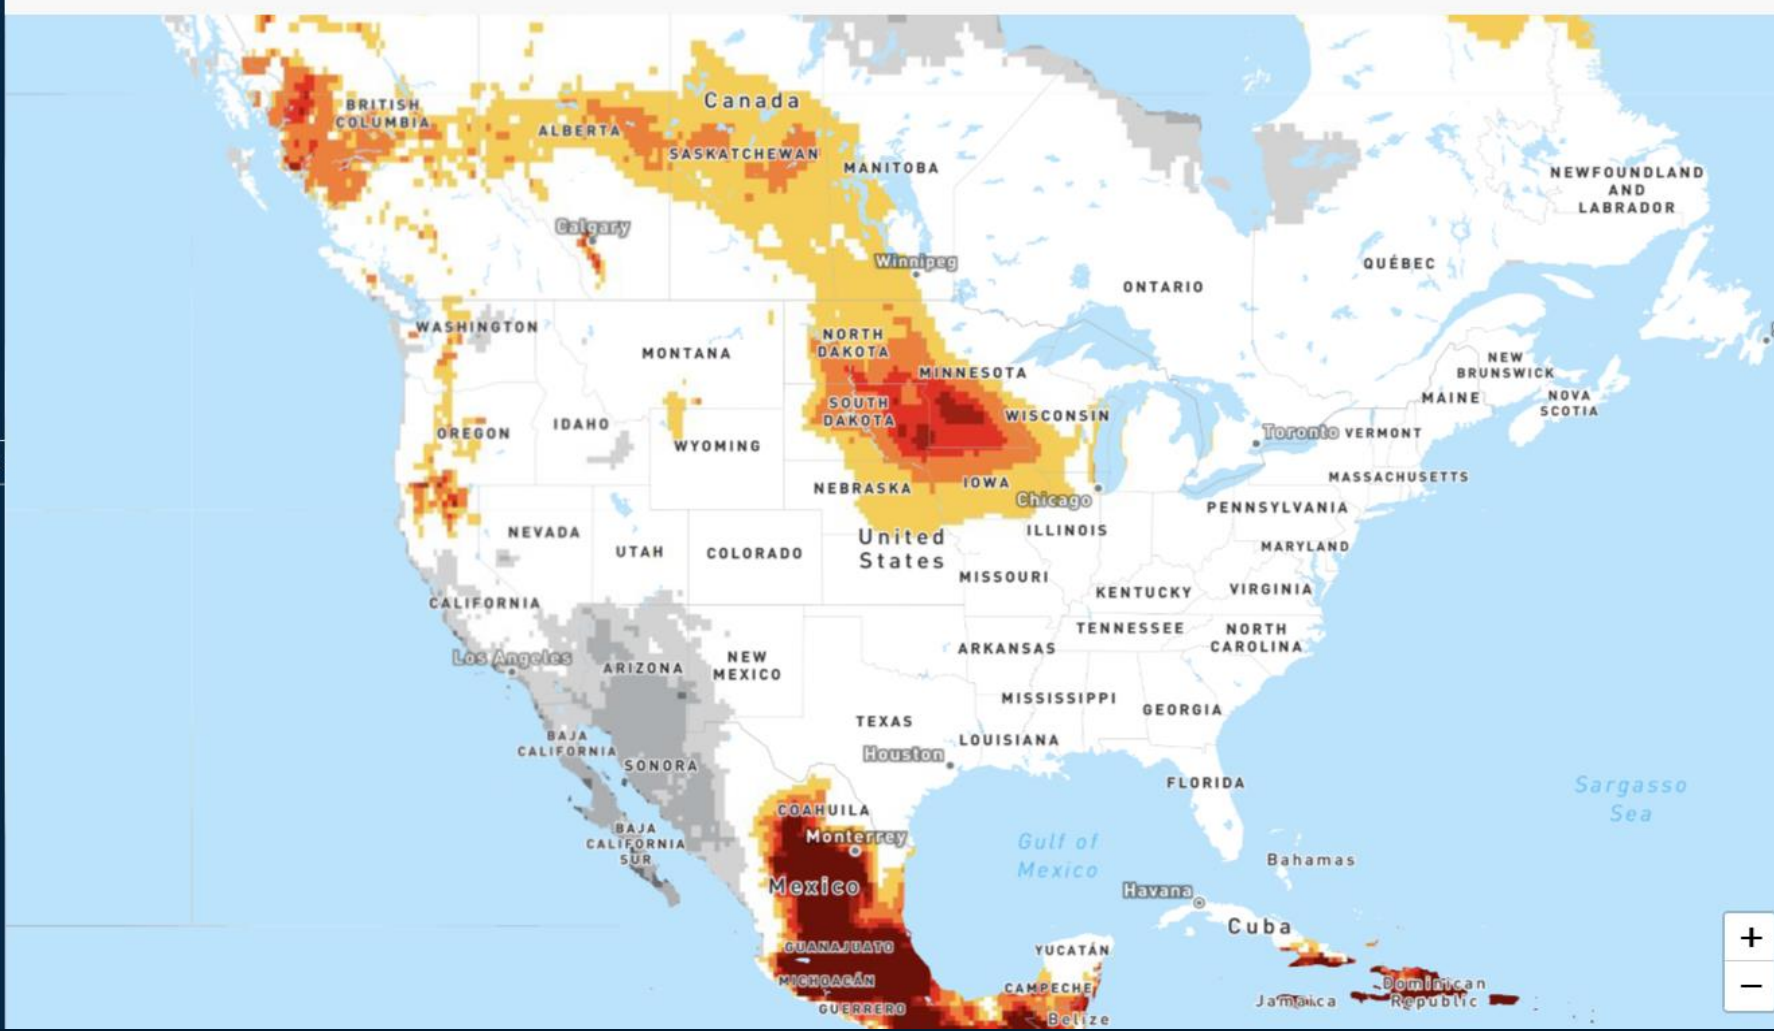 BRITISH
COLUMBIA
Canada
ALBERTA
SASKATCHEWAN
MANITOBA
NEWFOUNDLAND
AND
LABRADOR
Calgary
Winnipeg
QUÉBEC
ONTARIO
WASHINGTON
MONTANA
NORTH
DAKOTA
MINNESOTA
NEW
BRUNSWICK
MAINE
NOVA
SCOTIA
SOUTH
DAKOTA
WISCONSIN
IDAHO
OREGON
WYOMING
Toronto
VERMONT
MASSACHUSETTS
NEBRASKA
IOWA
Chicago
PENNSYLVANIA
NEVADA
UTAH
COLORADO
United
States
ILLINOIS
MARYLAND
MISSOURI
KENTUCKY
VIRGINIA
CALIFORNIA
TENNESSEE
NORTH
CAROLINA
ARKANSAS
Los Angeles
ARIZONA
NEW
MEXICO
MISSISSIPPI
GEORGIA
TEXAS
LOUISIANA
Houston
BAJA
CALIFORNIA
SONORA
FLORIDA
Sargasso
Sea
COAHUILA
Monterrey
BAJA
CALIFORNIA
SUR
Gulf of
Mexico
Bahamas
Mexico
Havana
Cuba
GUANAJUATO
YUCATÁN
MICHOACÁN
CAMPECHE
Dominican
Republic
Jamaica
GUERRERO
Belize
+
−